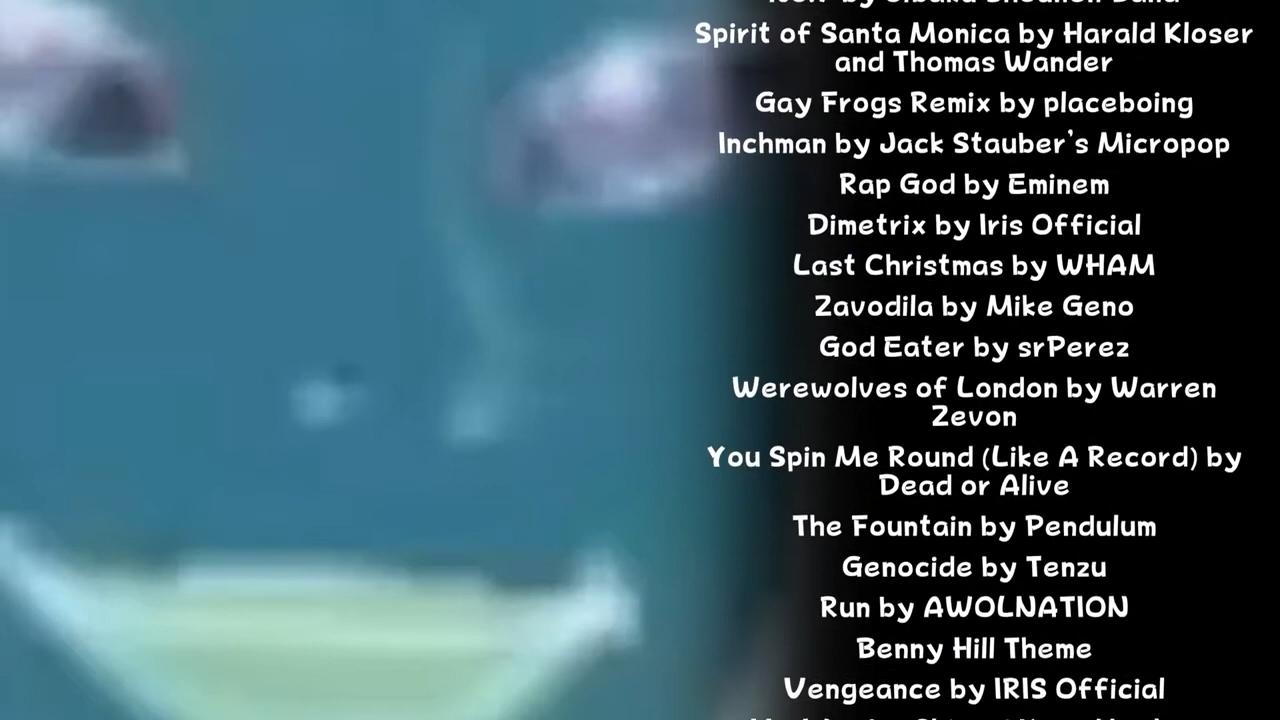 Spirit of Santa Monica by Harald Kloser
and Thomas Wander
Gay Frogs Remix by placeboing
Inchman by Jack Stauber's Micropop
Rap God by Eminem
Dimetrix by Iris Official
Last Christmas by WHAM
Zavodila by Mike Geno
God Eater by srPerez
Werewolves of London by Warren
Zevon
You Spin Me Round (Like A Record) by
Dead or Alive
The Fountain by Pendulum
Genocide by Tenzu
Run by AWOLNATION
Benny Hill Theme
Vengeance by IRIS Official